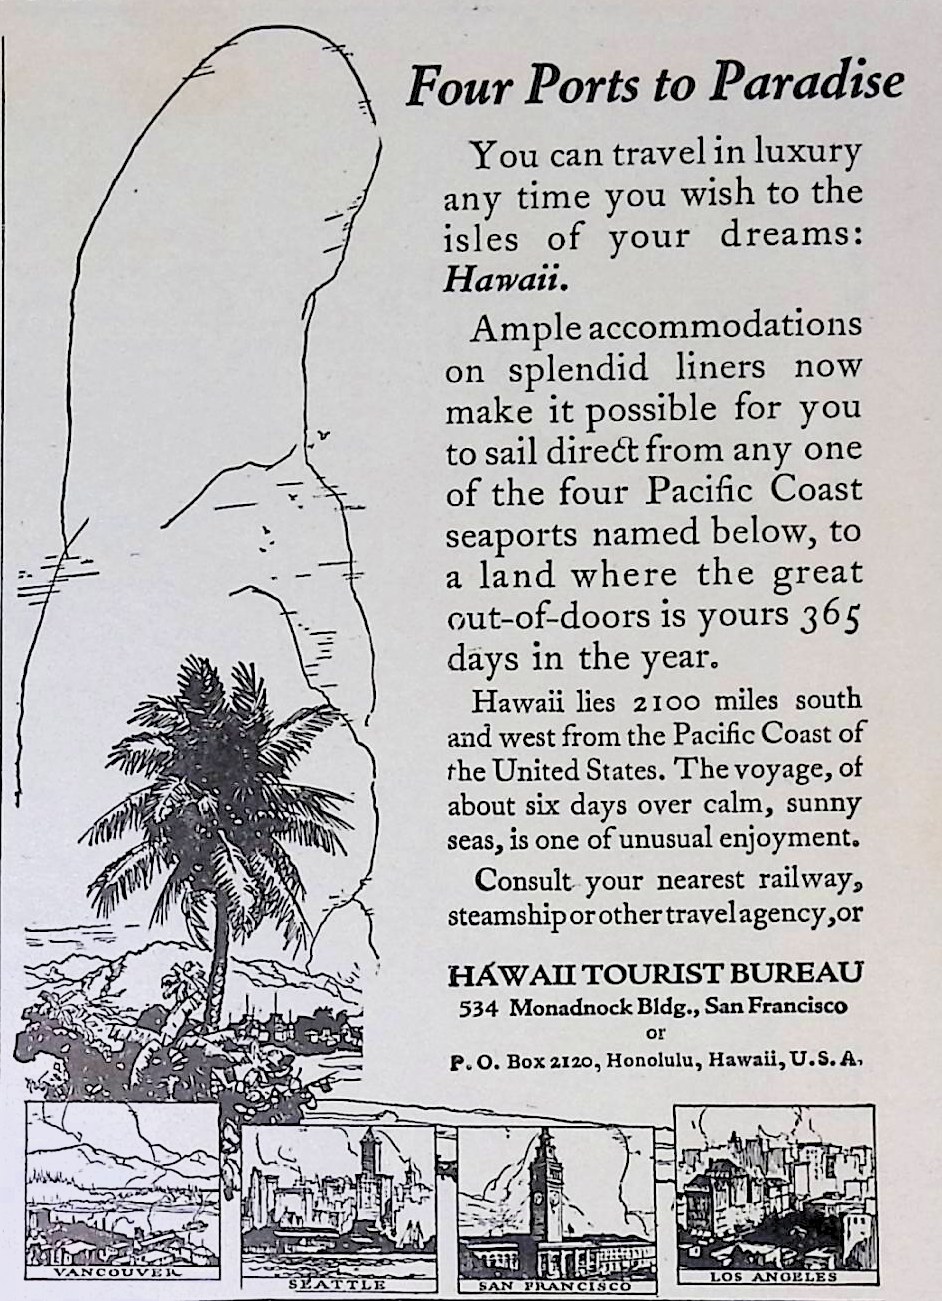 Four Ports to Paradise
You can travel in luxury
any time you wish to the
isles of your dreams:
Hawaii.
Ample accommodations
on splendid liners now
make it possible for you
to sail direct from any one
of the four Pacific Coast
seaports named below, to
a land where the great
out-of-doors is yours 365
days in the year.
Hawaii lies 2100 miles south
and west from the Pacific Coast of
the United States. The voyage, of
about six days over calm, sunny
seas, is one of unusual enjoyment.
Consult your nearest railway,
steamship or other travel agency, or
HAWAII TOURIST BUREAU
534 Monadnock Bldg., San Francisco
or
P. O. Box 2120, Honolulu, Hawaii, U. S. A.
VANCOUVER
SEATTLE
SAN FRANCISCO
LOS ANGELES